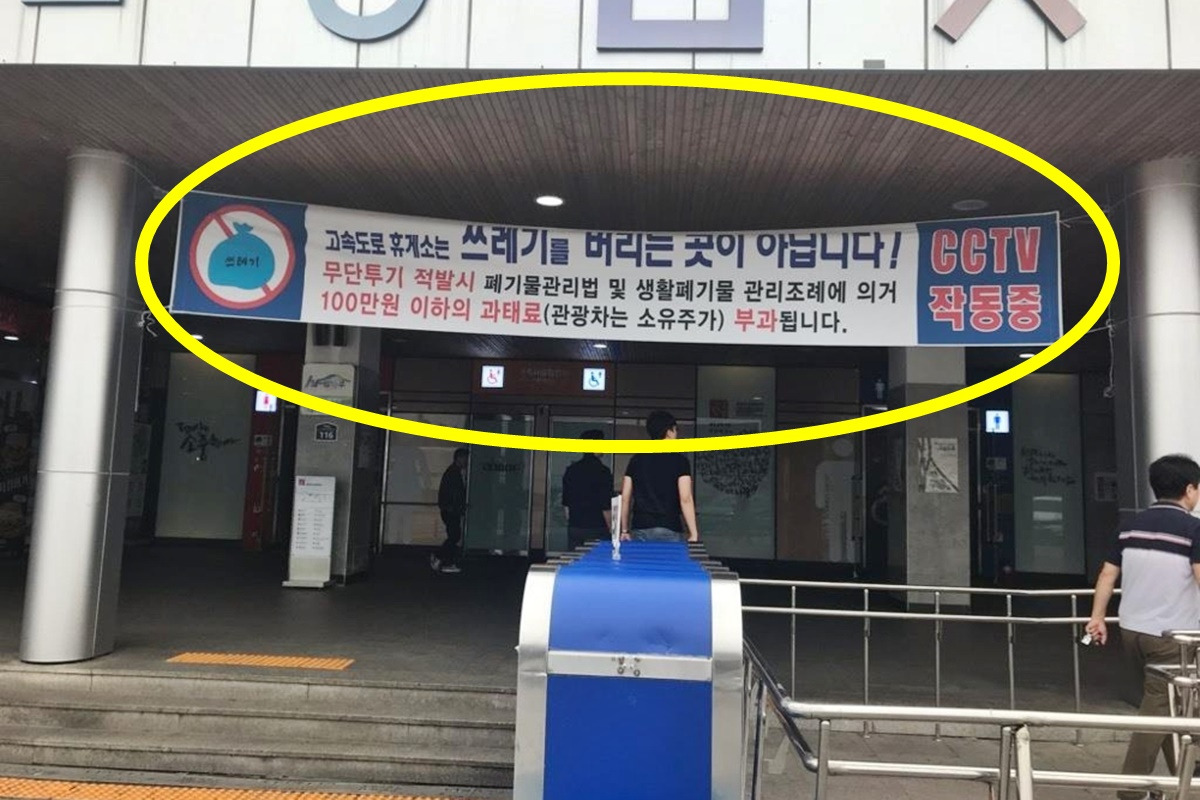 쓰레기
고속도로 휴게소는 쓰레기를 버리는 곳이 아닙니다!
무단투기 적발시 폐기물관리법 및 생활폐기물 관리조례에 의거
100만원 이하의 과태료(관광차는 소유주가) 부과됩니다.
CCTV
작동중
116